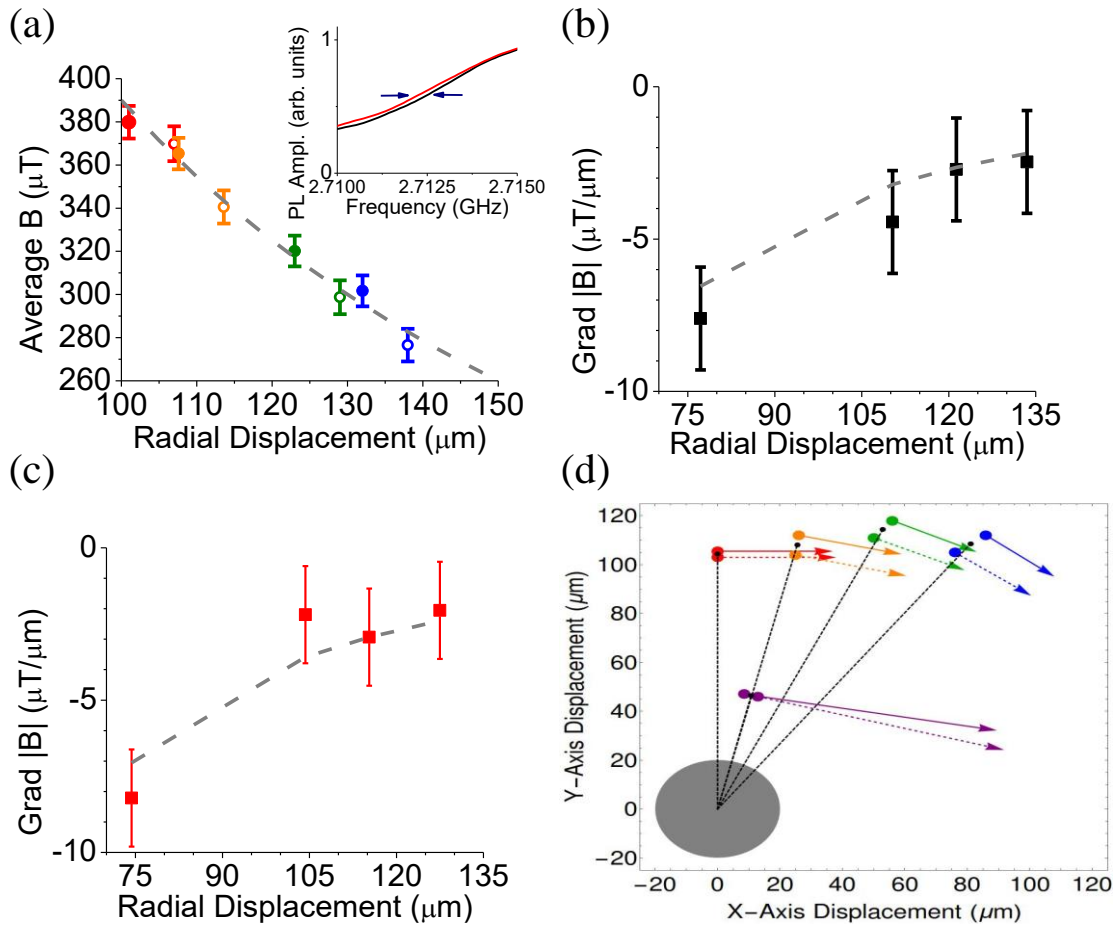 (a)
Average B (μT)
400
380
360
340
320
300
280
260
100 110 120 130 140 150
Radial Displacement (μm)
PL Ampl. (arb. units)
1
0
2.7100 2.7125 2.7150
Frequency (GHz)
(b)
Grad |B| (μT/μm)
0
-5
-10
75 90 105 121 135
Radial Displacement (μm)
(c)
Grad |B| (μT/μm)
0
-5
-10
75 105 115 135
Radial Displacement (μm)
(d)
Y-Axis Displacement (μm)
120
100
80
60
40
20
0
−20
−20 0 20 40 60 80 100 120
X-Axis Displacement (μm)